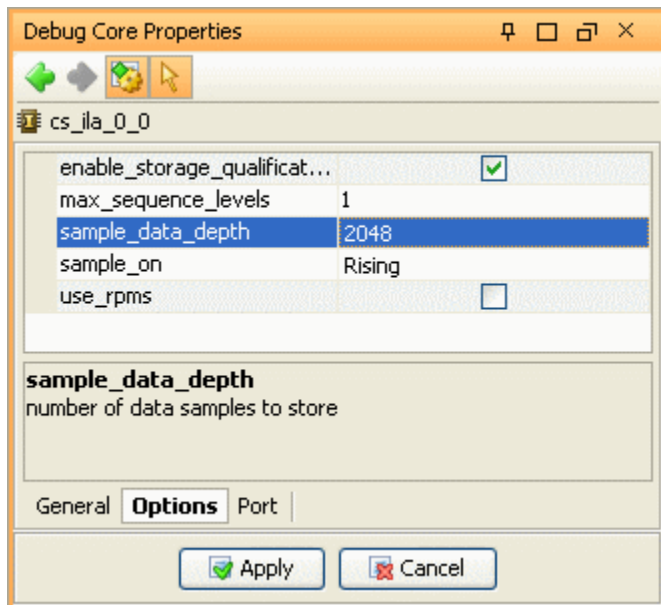 Debug Core Properties
cs_ila_0_0
enable_storage_qualificat...
max_sequence_levels 1
sample_data_depth 2048
sample_on Rising
use_rpms
sample_data_depth
number of data samples to store
General Options Port
Apply Cancel